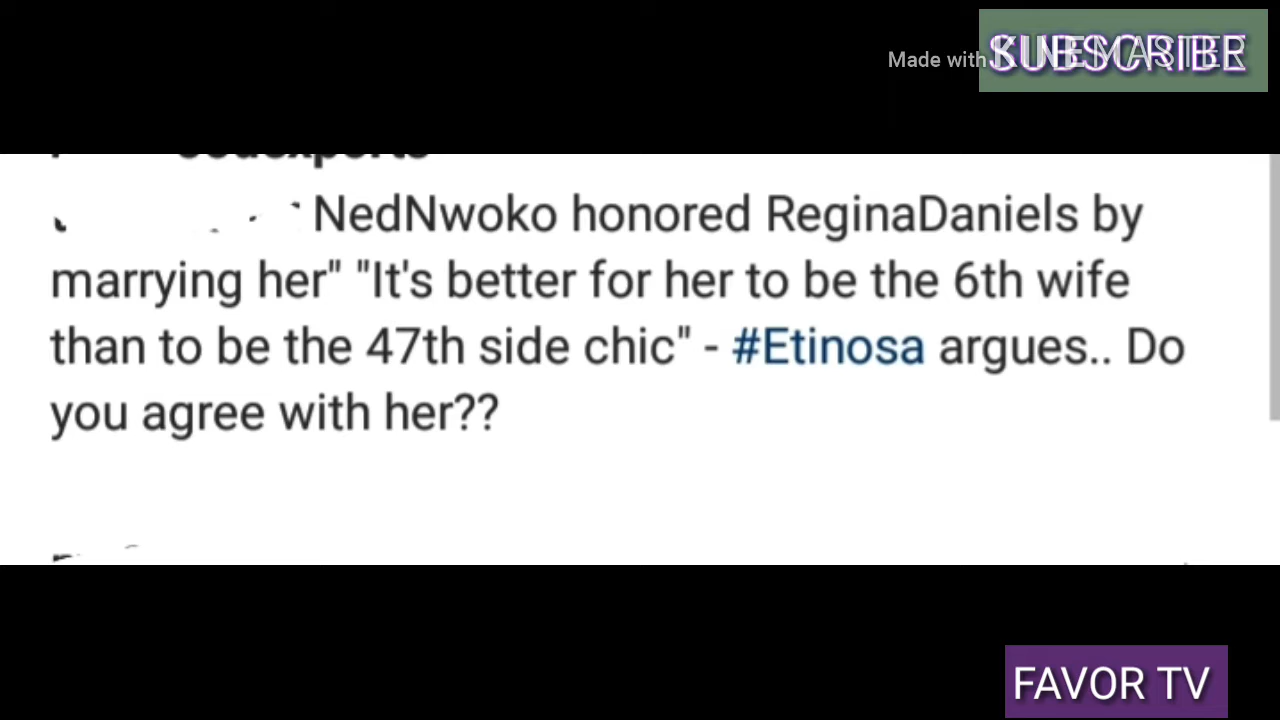 SUBSCRIBE
Made with KINEMASTER
NedNwoko honored ReginaDaniels by
marrying her" "It's better for her to be the 6th wife
than to be the 47th side chic" - #Etinosa argues.. Do
you agree with her??
FAVOR TV